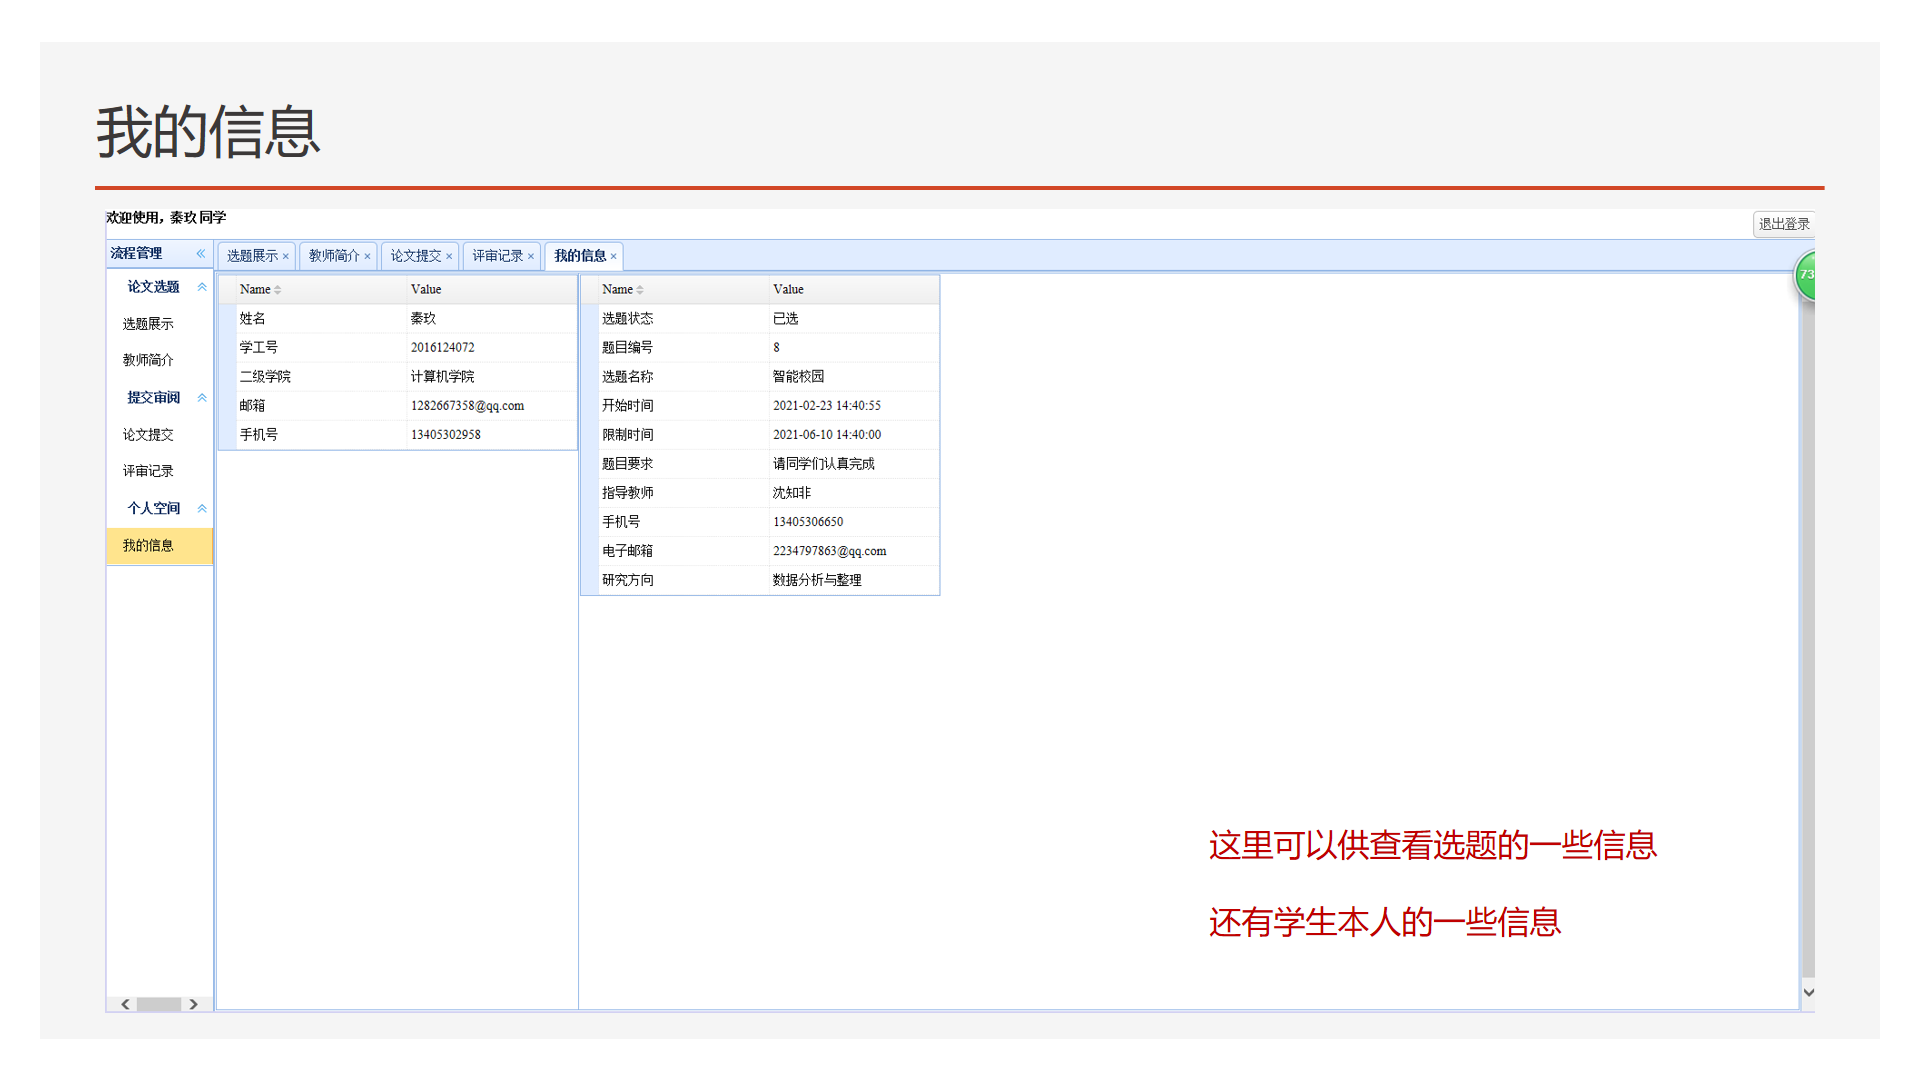 我的信息
欢迎使用，秦玖同学
退出登录
流程管理
选题展示 教师简介 论文提交 评审记录 我的信息
73
论文选题
选题展示
教师简介
提交审阅
论文提交
评审记录
个人空间
我的信息
Name Value
姓名 秦玖
学工号 2016124072
二级学院 计算机学院
邮箱 1282667358@qq.com
手机号 13405302958
Name Value
选题状态 已选
题目编号 8
选题名称 智能校园
开始时间 2021-02-23 14:40:55
限制时间 2021-06-10 14:40:00
题目要求 请同学们认真完成
指导教师 沈知非
手机号 13405306650
电子邮箱 2234797863@qq.com
研究方向 数据分析与整理
这里可以供查看选题的一些信息
还有学生本人的一些信息